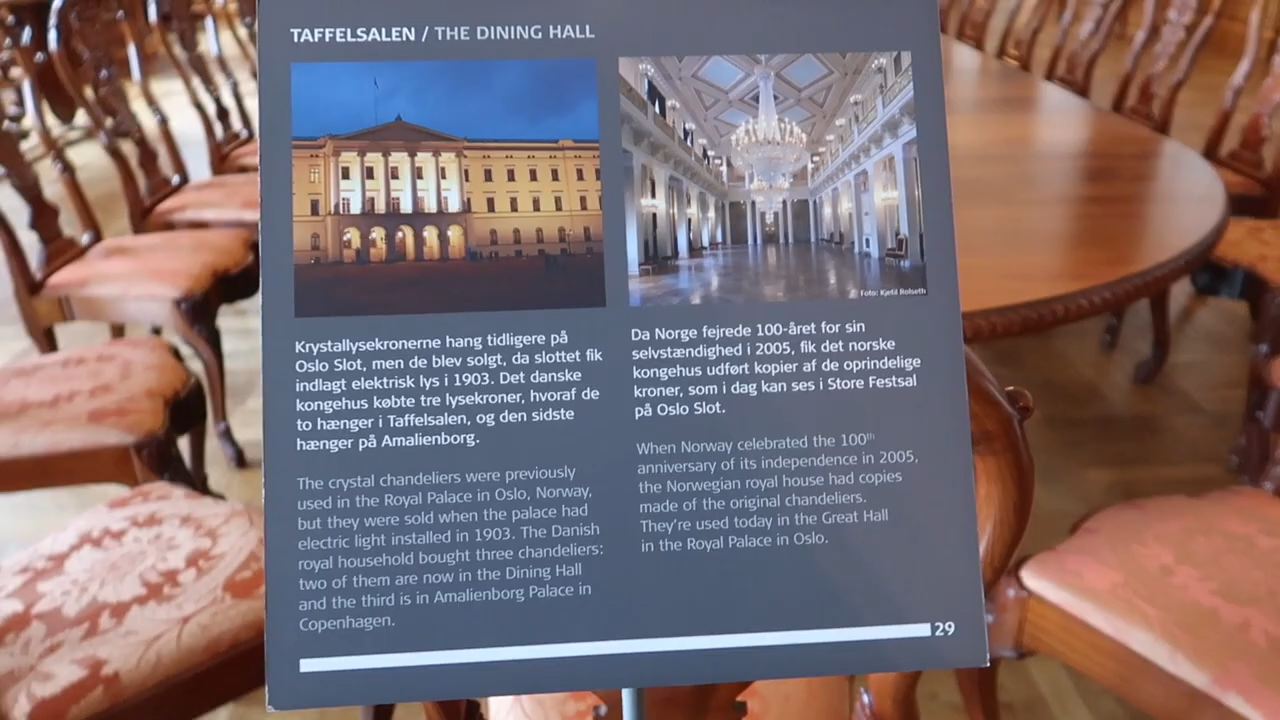 TAFFELSALEN / THE DINING HALL
Foto: Kjetil Rolseth
Krystallysekronerne hang tidligere på
Oslo Slot, men de blev solgt, da slottet fik
indlagt elektrisk lys i 1903. Det danske
kongehus købte tre lysekroner, hvoraf de
to hænger i Taffelsalen, og den sidste
hænger på Amalienborg.
The crystal chandeliers were previously
used in the Royal Palace in Oslo, Norway,
but they were sold when the palace had
electric light installed in 1903. The Danish
royal household bought three chandeliers:
two of them are now in the Dining Hall
and the third is in Amalienborg Palace in
Copenhagen.
Da Norge fejrede 100-året for sin
selvstændighed i 2005, fik det norske
kongehus udført kopier af de oprindelige
kroner, som i dag kan ses i Store Festsal
på Oslo Slot.
When Norway celebrated the 100th
anniversary of its independence in 2005,
the Norwegian royal house had copies
made of the original chandeliers.
They're used today in the Great Hall
in the Royal Palace in Oslo.
29